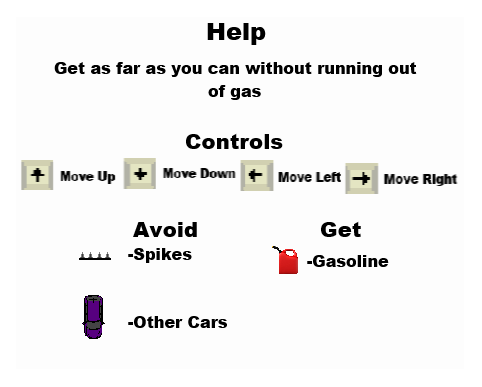 Help
Get as far as you can without running out
of gas
Controls
Move Up Move Down Move Left Move Right
Avoid Get
-Spikes -Gasoline
-Other Cars